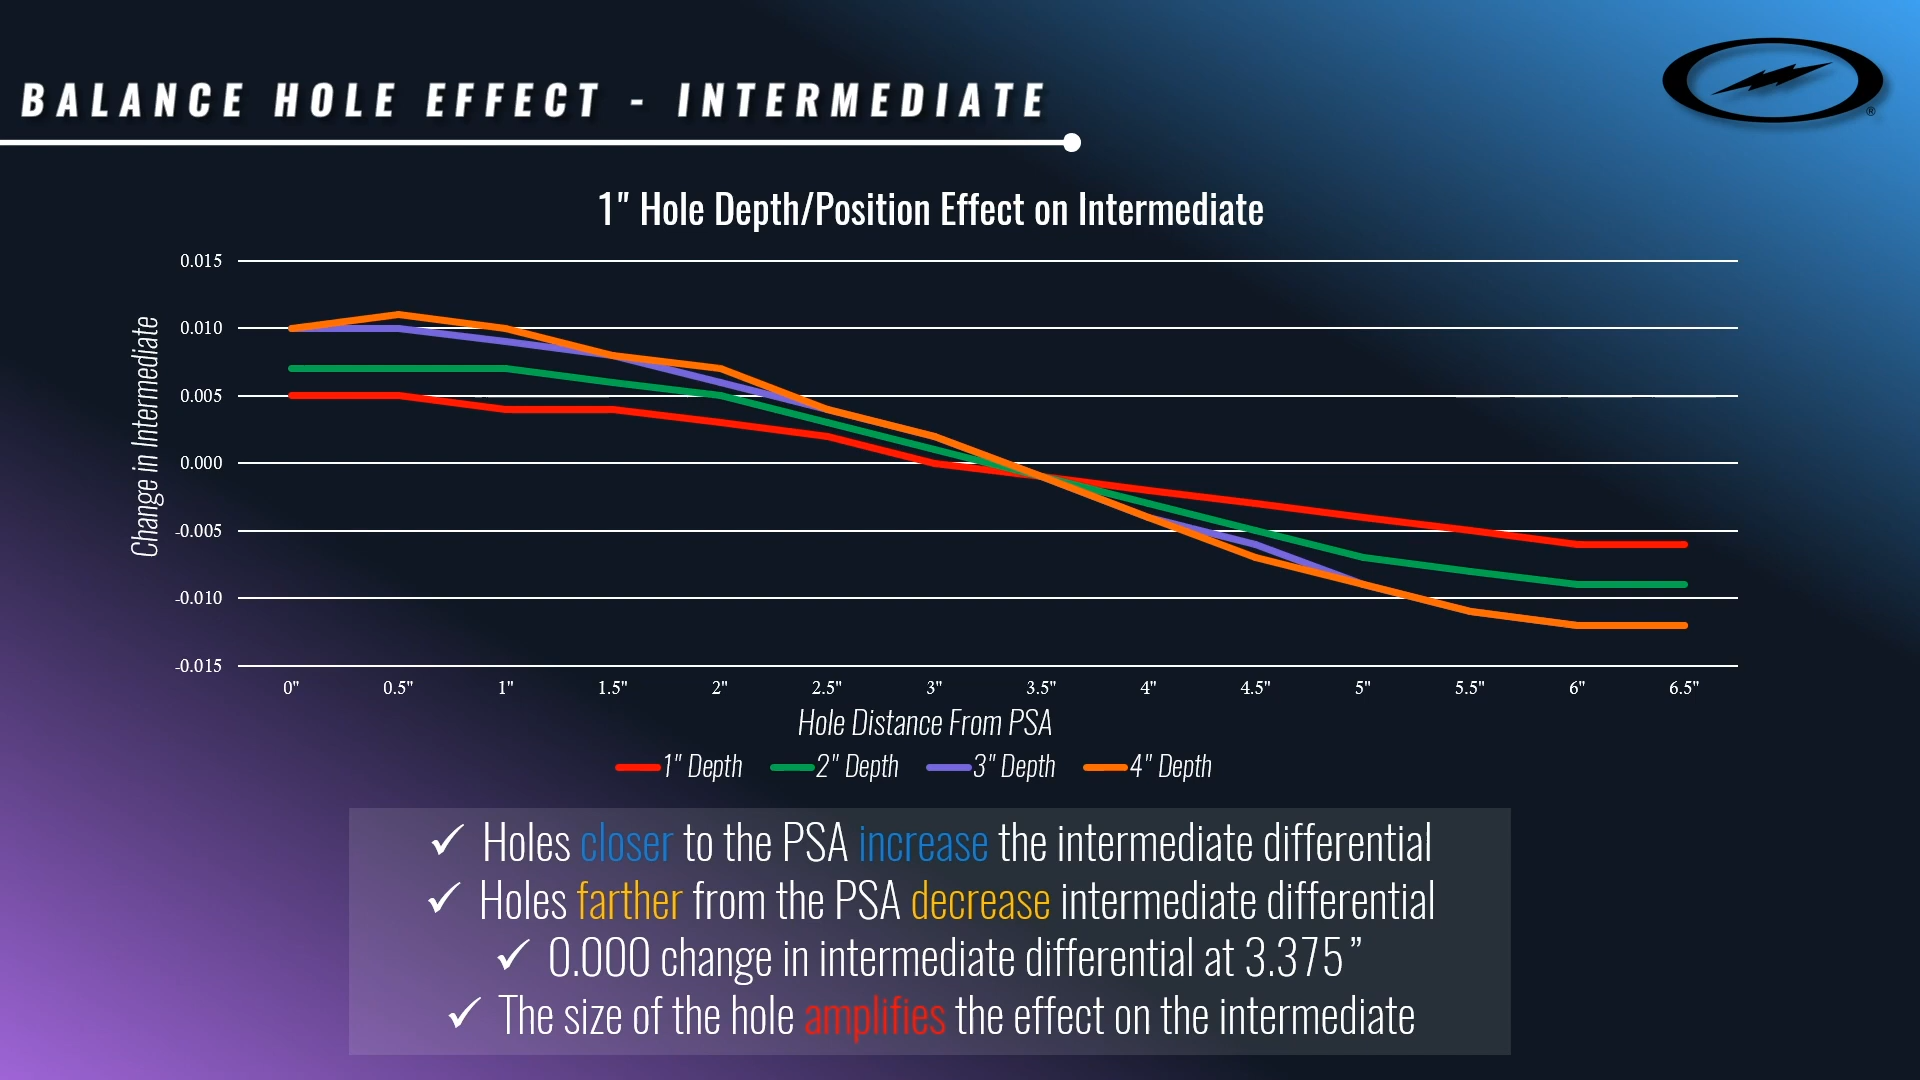 BALANCE HOLE EFFECT - INTERMEDIATE
®
1" Hole Depth/Position Effect on Intermediate
Change in Intermediate
0.015
0.010
0.005
0.000
-0.005
-0.010
-0.015
0" 0.5" 1" 1.5" 2" 2.5" 3" 3.5" 4" 4.5" 5" 5.5" 6" 6.5"
Hole Distance From PSA
1" Depth 2" Depth 3" Depth 4" Depth
✓ Holes closer to the PSA increase the intermediate differential
✓ Holes farther from the PSA decrease intermediate differential
✓ 0.000 change in intermediate differential at 3.375”
✓ The size of the hole amplifies the effect on the intermediate